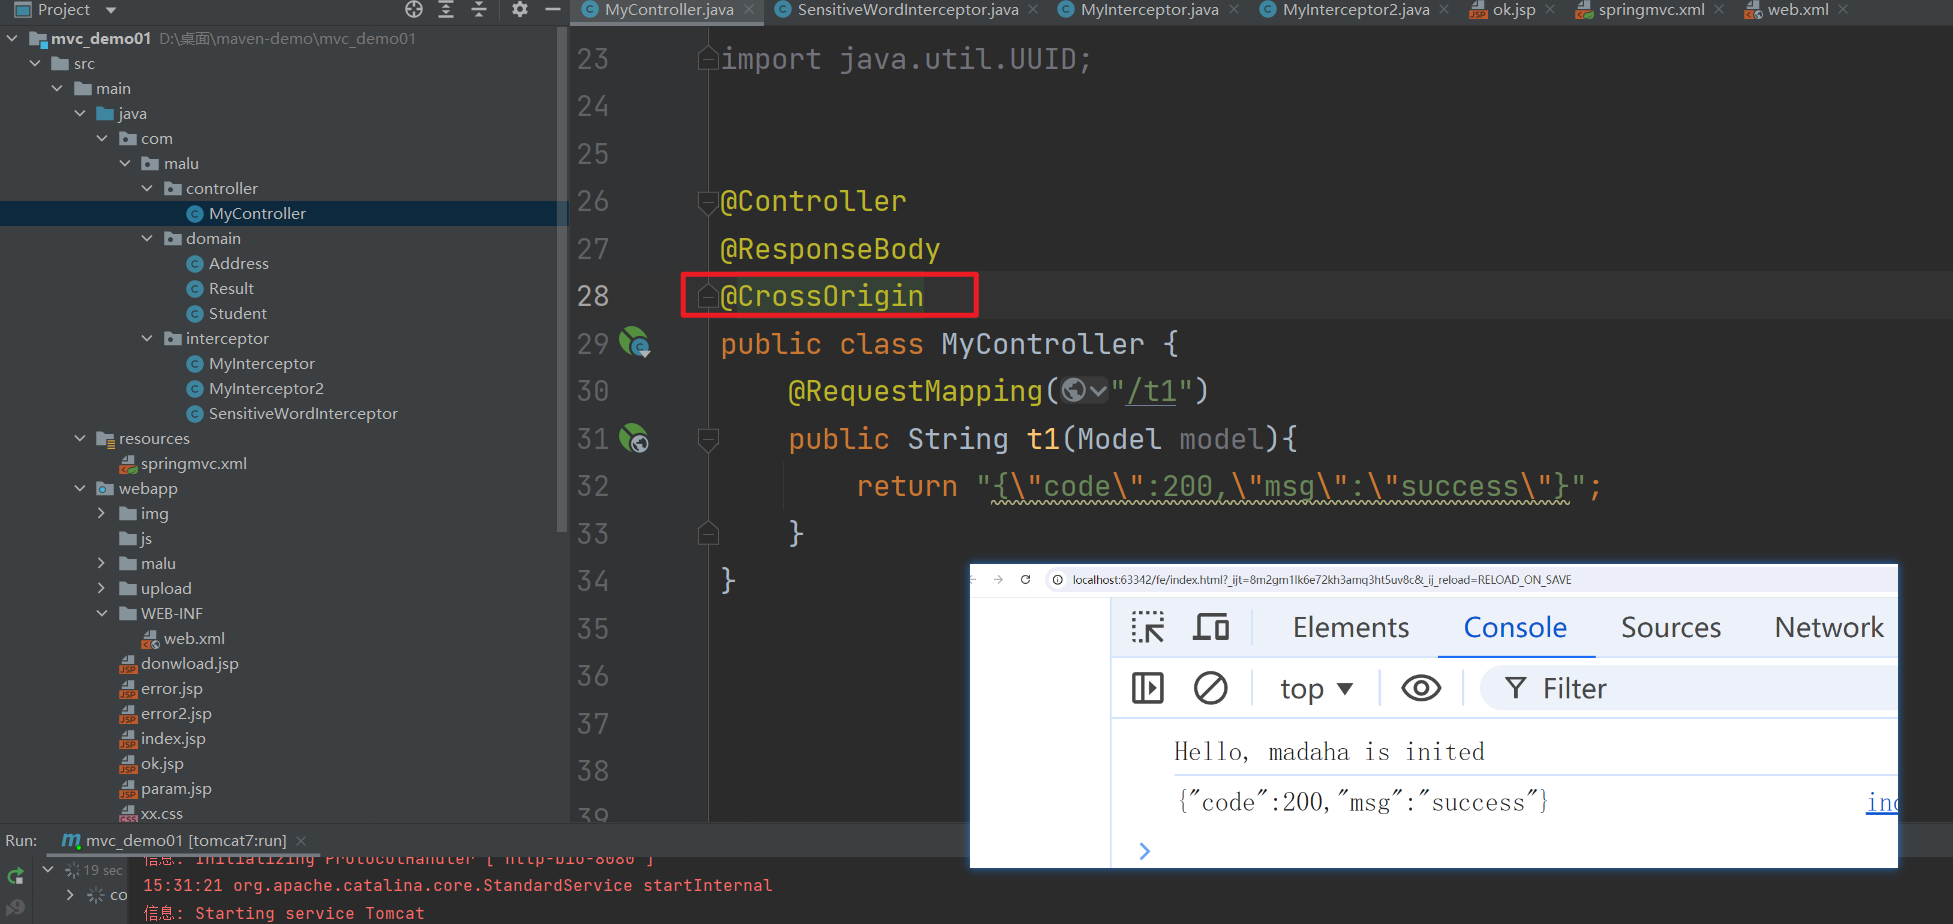 Project
MyController.java
SensitiveWordInterceptor.java
MyInterceptor.java
MyInterceptor2.java
ok.jsp
springmvc.xml
web.xml
mvc_demo01 D:\桌面\maven-demo\mvc_demo01
src
main
java
com
malu
controller
MyController
domain
Address
Result
Student
interceptor
MyInterceptor
MyInterceptor2
SensitiveWordInterceptor
resources
springmvc.xml
webapp
img
js
malu
upload
WEB-INF
web.xml
donwload.jsp
error.jsp
error2.jsp
index.jsp
ok.jsp
param.jsp
xx.css
23 import java.util.UUID;
24
25
26 @Controller
27 @ResponseBody
28 @CrossOrigin
29 public class MyController {
30 @RequestMapping("/t1")
31 public String t1(Model model){
32 return "{\"code\":200,\"msg\":\"success\"}";
33 }
34 }
35
36
37
38
39
localhost:63342/fe/index.html?_ijt=8m2gm1lk6e72kh3amq3ht5uv8c&_ij_reload=RELOAD_ON_SAVE
Elements Console Sources Network
top Filter
Hello, madaha is inited
{"code":200,"msg":"success"} inc
Run: mvc_demo01 [tomcat7:run]
19 sec
co
信息: Initializing ProtocolHandler ["http-bio-8080"]
15:31:21 org.apache.catalina.core.StandardService startInternal
信息: Starting service Tomcat